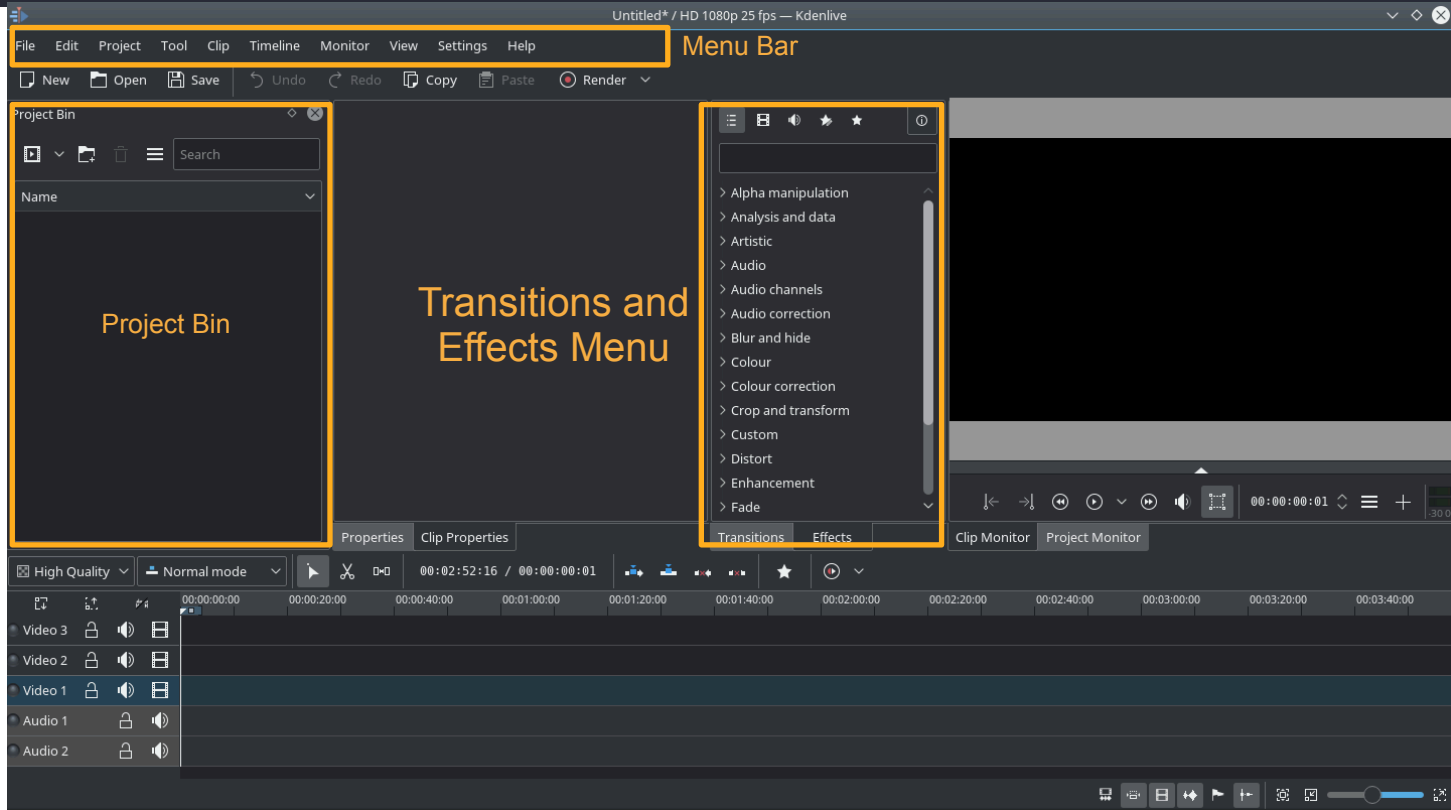 Untitled* / HD 1080p 25 fps — Kdenlive
File Edit Project Tool Clip Timeline Monitor View Settings Help
Menu Bar
New Open Save Undo Redo Copy Paste Render
Project Bin
Search
Name
Project Bin
Transitions and
Effects Menu
Alpha manipulation
Analysis and data
Artistic
Audio
Audio channels
Audio correction
Blur and hide
Colour
Colour correction
Crop and transform
Custom
Distort
Enhancement
Fade
00:00:00:01
Properties Clip Properties
Transitions Effects
Clip Monitor Project Monitor
High Quality Normal mode 00:02:52:16 / 00:00:00:01
00:00:00:00 00:00:20:00 00:00:40:00 00:01:00:00 00:01:20:00 00:01:40:00 00:02:00:00 00:02:20:00 00:02:40:00 00:03:00:00 00:03:20:00 00:03:40:00
Video 3
Video 2
Video 1
Audio 1
Audio 2